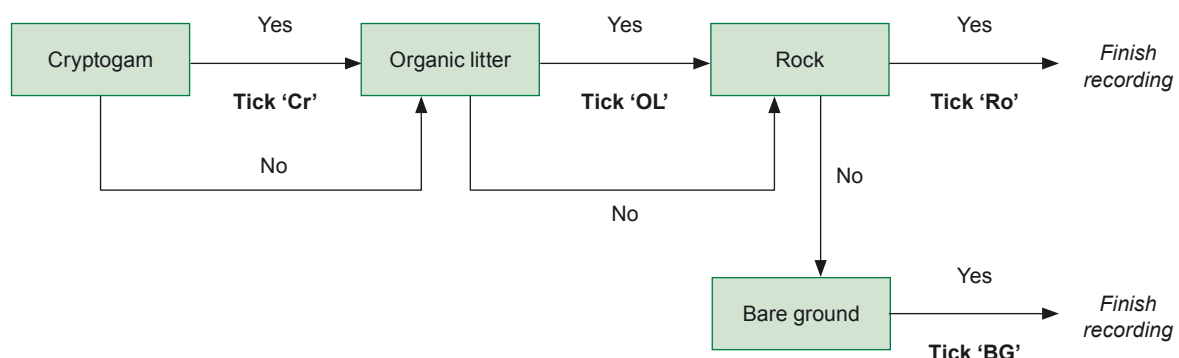 Yes
Yes
Yes
Cryptogam
Organic litter
Rock
Finish
recording
Tick ‘Cr’
Tick ‘OL’
Tick ‘Ro’
No
No
No
Yes
Bare ground
Finish
recording
Tick ‘BG’